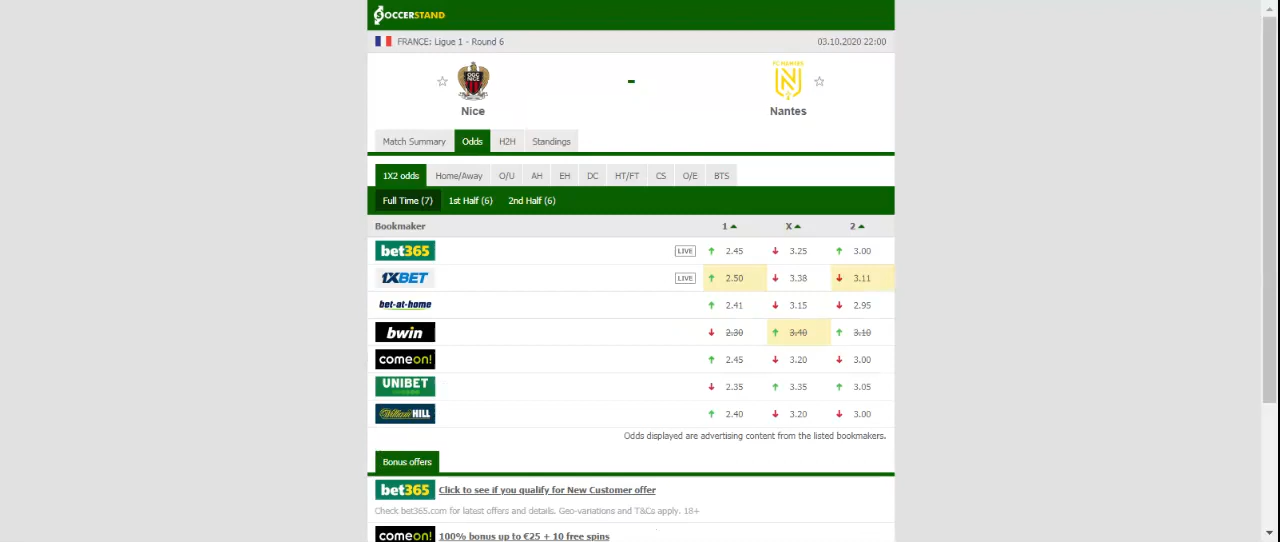 SOCCERSTAND
FRANCE: Ligue 1 - Round 6 03.10.2020 22:00
OGC NICE FC NANTES
-
Nice Nantes
Match Summary Odds H2H Standings
1X2 odds Home/Away O/U AH EH DC HT/FT CS O/E BTS
Full Time (7) 1st Half (6) 2nd Half (6)
Bookmaker 1 X 2
bet365 LIVE 2.45 3.25 3.00
1XBET LIVE 2.50 3.38 3.11
bet-at-home 2.41 3.15 2.95
bwin 2.30 3.40 3.10
comeon! 2.45 3.20 3.00
UNIBET 2.35 3.35 3.05
William HILL 2.40 3.20 3.00
Odds displayed are advertising content from the listed bookmakers.
Bonus offers
bet365 Click to see if you qualify for New Customer offer
Check bet365.com for latest offers and details. Geo-variations and T&Cs apply. 18+
comeon! 100% bonus up to €25 + 10 free spins